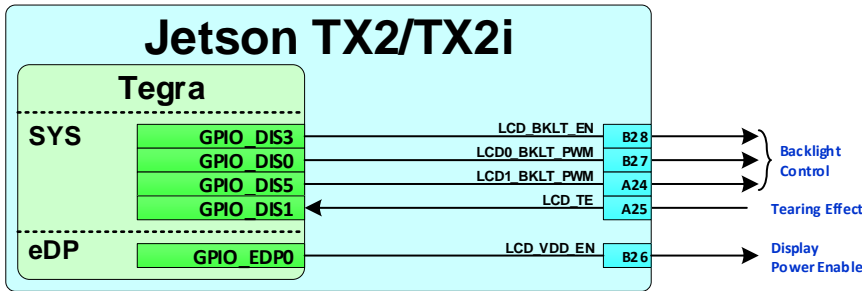 Jetson TX2/TX2i
Tegra
SYS
GPIO_DIS3
LCD_BKLT_EN
B28
GPIO_DIS0
LCD0_BKLT_PWM
B27
Backlight
Control
GPIO_DIS5
LCD1_BKLT_PWM
A24
GPIO_DIS1
LCD_TE
A25
Tearing Effect
eDP
GPIO_EDP0
LCD_VDD_EN
B26
Display
Power Enable